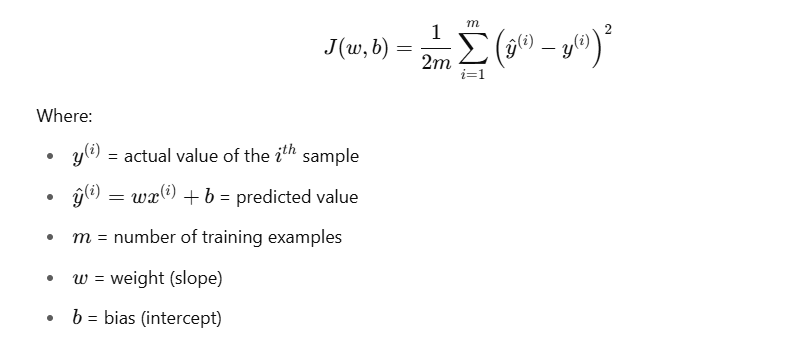 J(w, b) = \frac{1}{2m} \sum_{i=1}^{m} \left( \hat{y}^{(i)} - y^{(i)} \right)^2
Where:
• y^{(i)} = actual value of the i^{th} sample
• \hat{y}^{(i)} = wx^{(i)} + b = predicted value
• m = number of training examples
• w = weight (slope)
• b = bias (intercept)